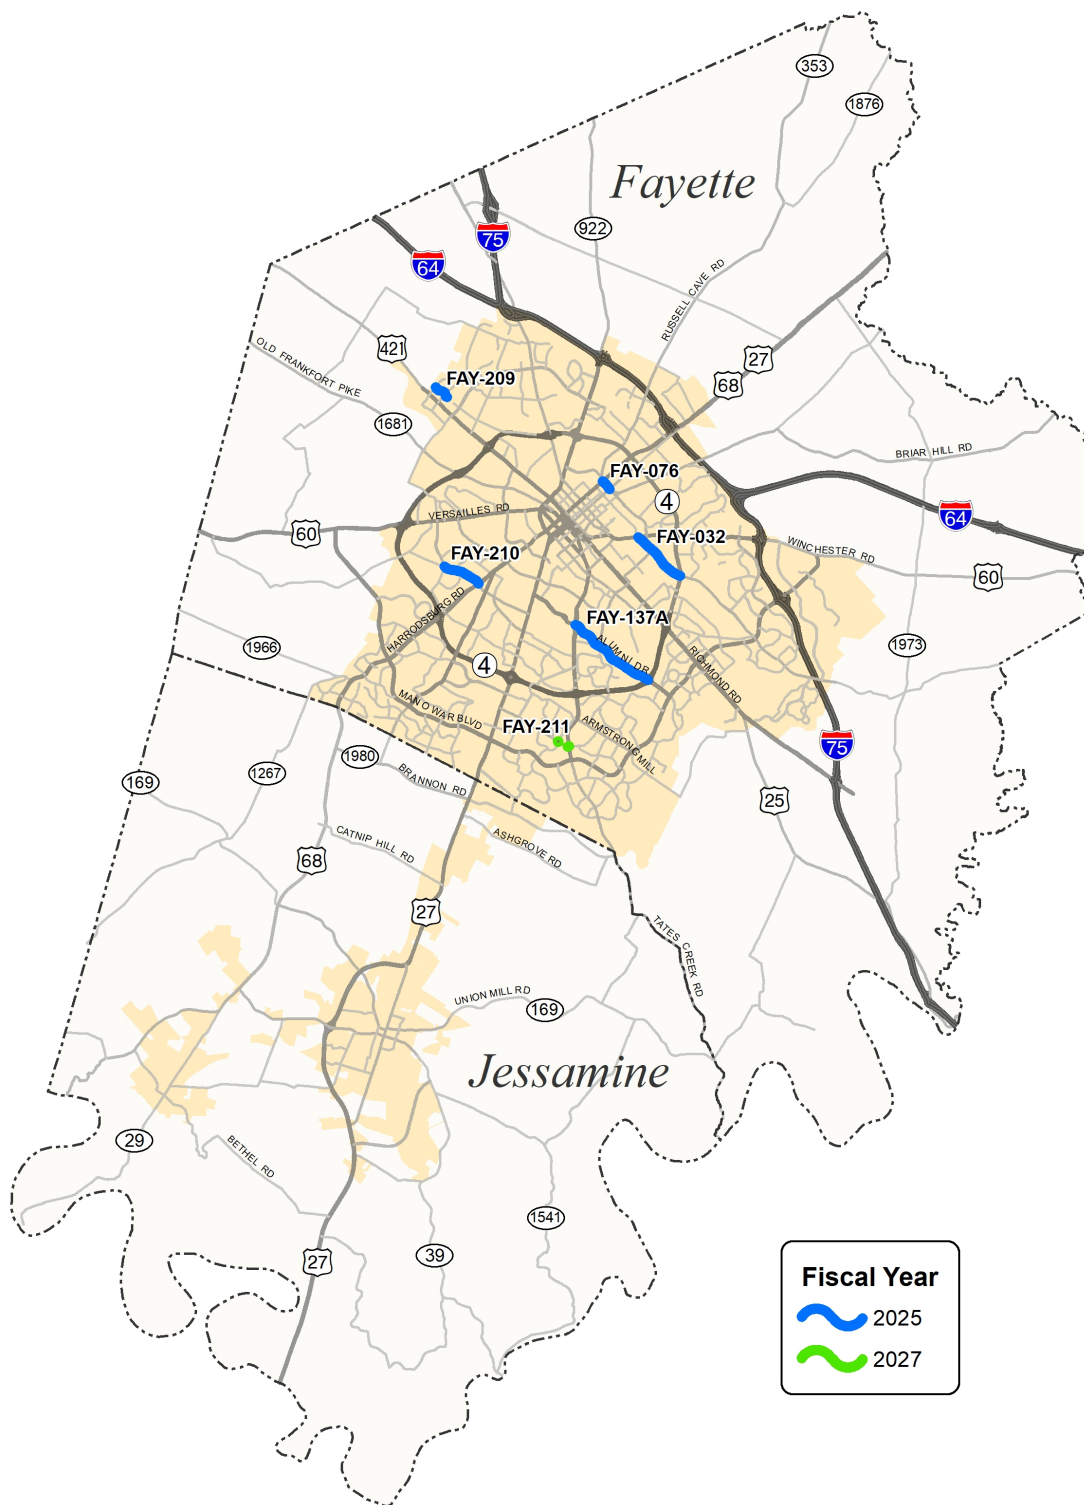 353
1876
Fayette
922
75
64
RUSSELL CAVE RD
421
27
OLD FRANKFORT PIKE
FAY-209
68
1681
BRIAR HILL RD
FAY-076
4
VERSAILLES RD
64
60
FAY-032
WINCHESTER RD
FAY-210
60
HARRODSBURG RD
FAY-137A
ALUMNI DR
1966
4
RICHMOND RD
1973
MAN O WAR BLVD
FAY-211
ARMSTRONG MILL
75
1980
169
1267
BRANNON RD
25
CATNIP HILL RD
ASHGROVE RD
68
27
TATES CREEK RD
UNION MILL RD
169
Jessamine
29
BETHEL RD
1541
39
27
Fiscal Year
2025
2027